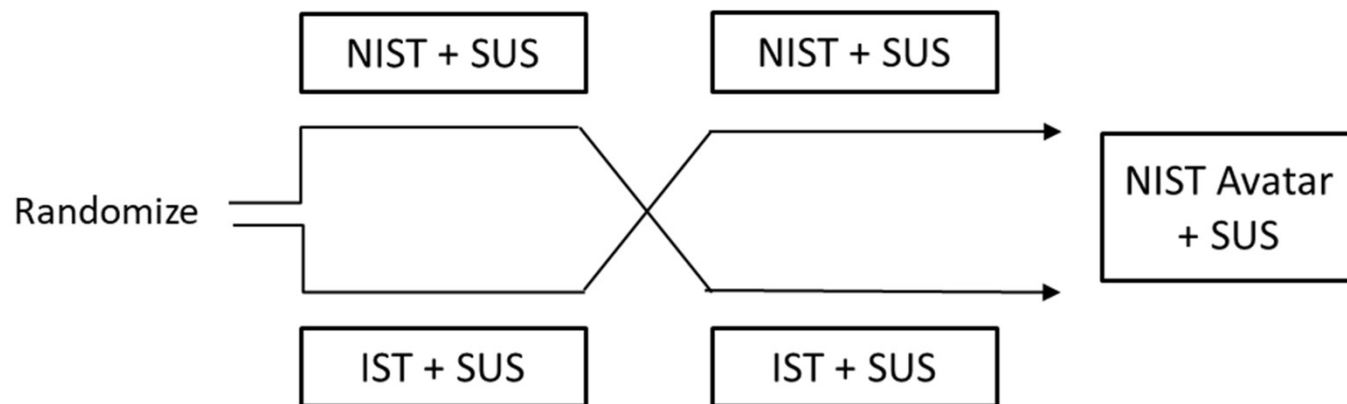 NIST + SUS
NIST + SUS
Randomize
NIST Avatar
+ SUS
IST + SUS
IST + SUS